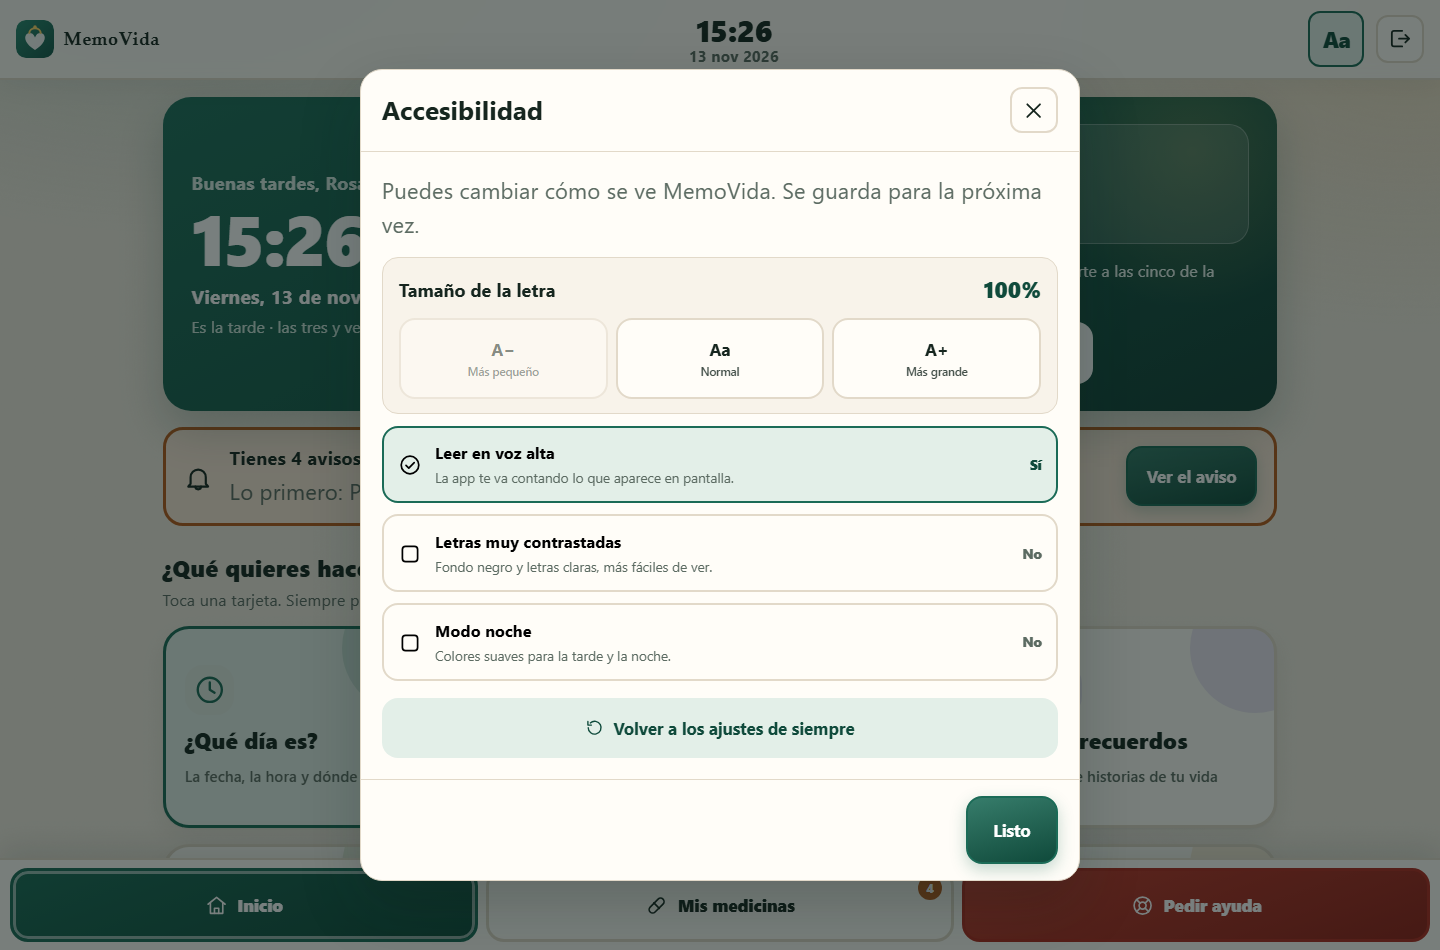 MemoVida
15:26
13 nov 2026
Aa
Accesibilidad
Puedes cambiar cómo se ve MemoVida. Se guarda para la próxima
vez.
Tamaño de la letra
100%
A−
Más pequeño
Aa
Normal
A+
Más grande
Leer en voz alta
La app te va contando lo que aparece en pantalla.
Sí
Letras muy contrastadas
Fondo negro y letras claras, más fáciles de ver.
No
Modo noche
Colores suaves para la tarde y la noche.
No
Volver a los ajustes de siempre
Listo
Buenas tardes,
15:26
Viernes, 13 de
Es la tarde · las tres y
a las cinco de la
Tienes 4 avisos
Lo primero:
Ver el aviso
¿Qué quieres
Toca una tarjeta. Siempre
¿Qué día es?
La fecha, la hora y dónde
recuerdos
historias de tu vida
Inicio
Mis medicinas
4
Pedir ayuda